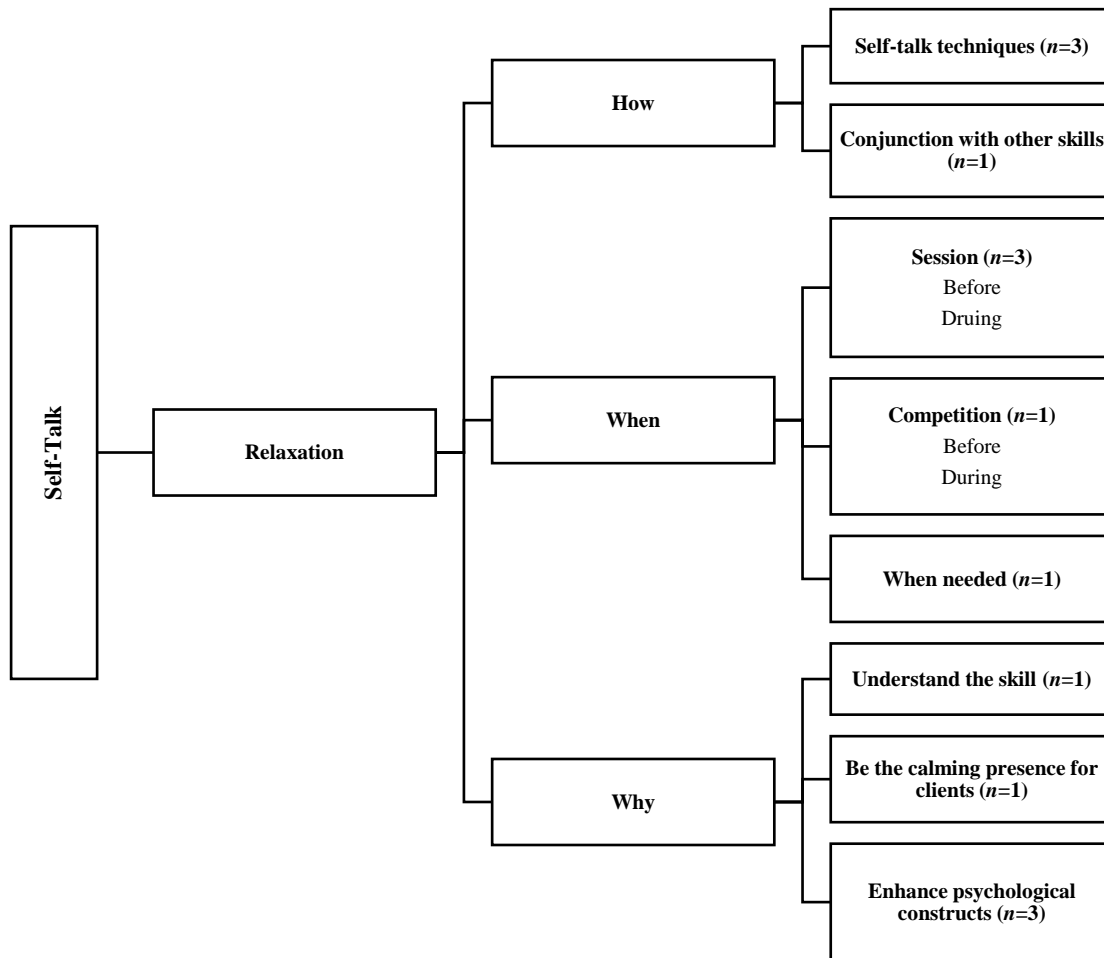 Self-Talk
Relaxation
How
Self-talk techniques (n=3)
Conjunction with other skills
(n=1)
When
Session (n=3)
Before
Druing
Competition (n=1)
Before
During
When needed (n=1)
Why
Understand the skill (n=1)
Be the calming presence for
clients (n=1)
Enhance psychological
constructs (n=3)